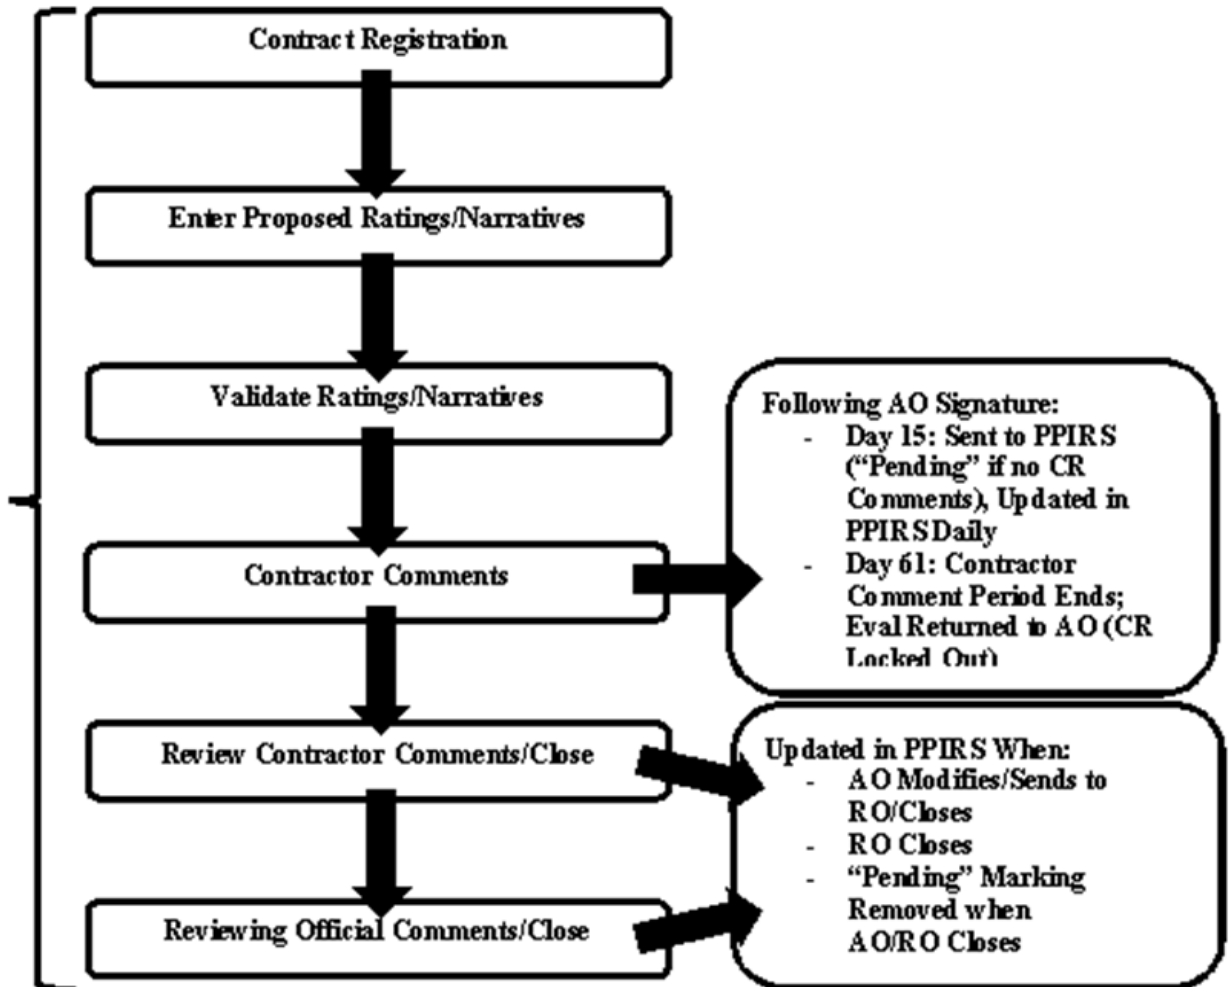 Contract Registration
Enter Proposed Ratings/Narratives
Validate Ratings/Narratives
Contractor Comments
Following AO Signature:
- Day 15: Sent to PPIRS
("Pending" if no CR
Comments), Updated in
PPIRS Daily
- Day 61: Contractor
Comment Period Ends;
Eval Returned to AO (CR
Locked Out)
Review Contractor Comments/Close
Reviewing Official Comments/Close
Updated in PPIRS When:
- AO Modifies/Sends to
RO/Closes
- RO Closes
- "Pending" Marking
Removed when
AO/RO Closes